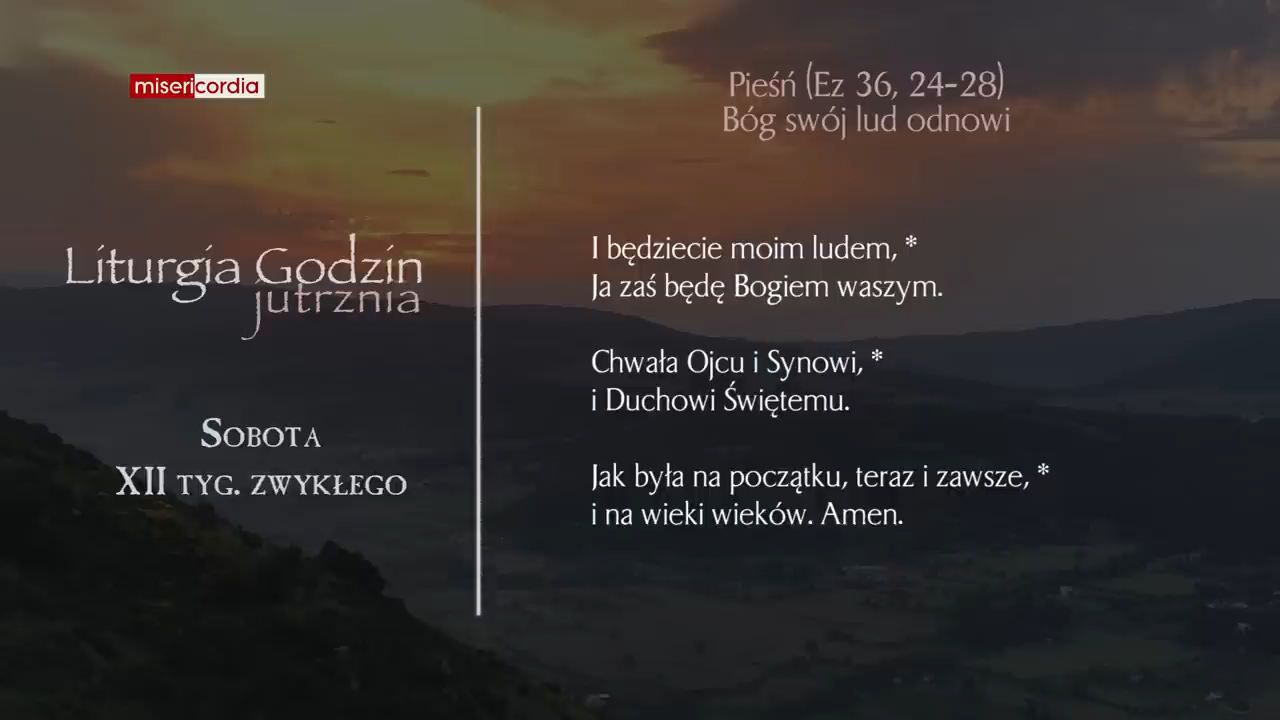 misericordia
Liturgia Godzin
jutrznia
Sobota
XII tyg. zwykłego
Pieśń (Ez 36, 24-28)
Bóg swój lud odnowi
I będziecie moim ludem, *
Ja zaś będę Bogiem waszym.
Chwała Ojcu i Synowi, *
i Duchowi Świętemu.
Jak była na początku, teraz i zawsze, *
i na wieki wieków. Amen.